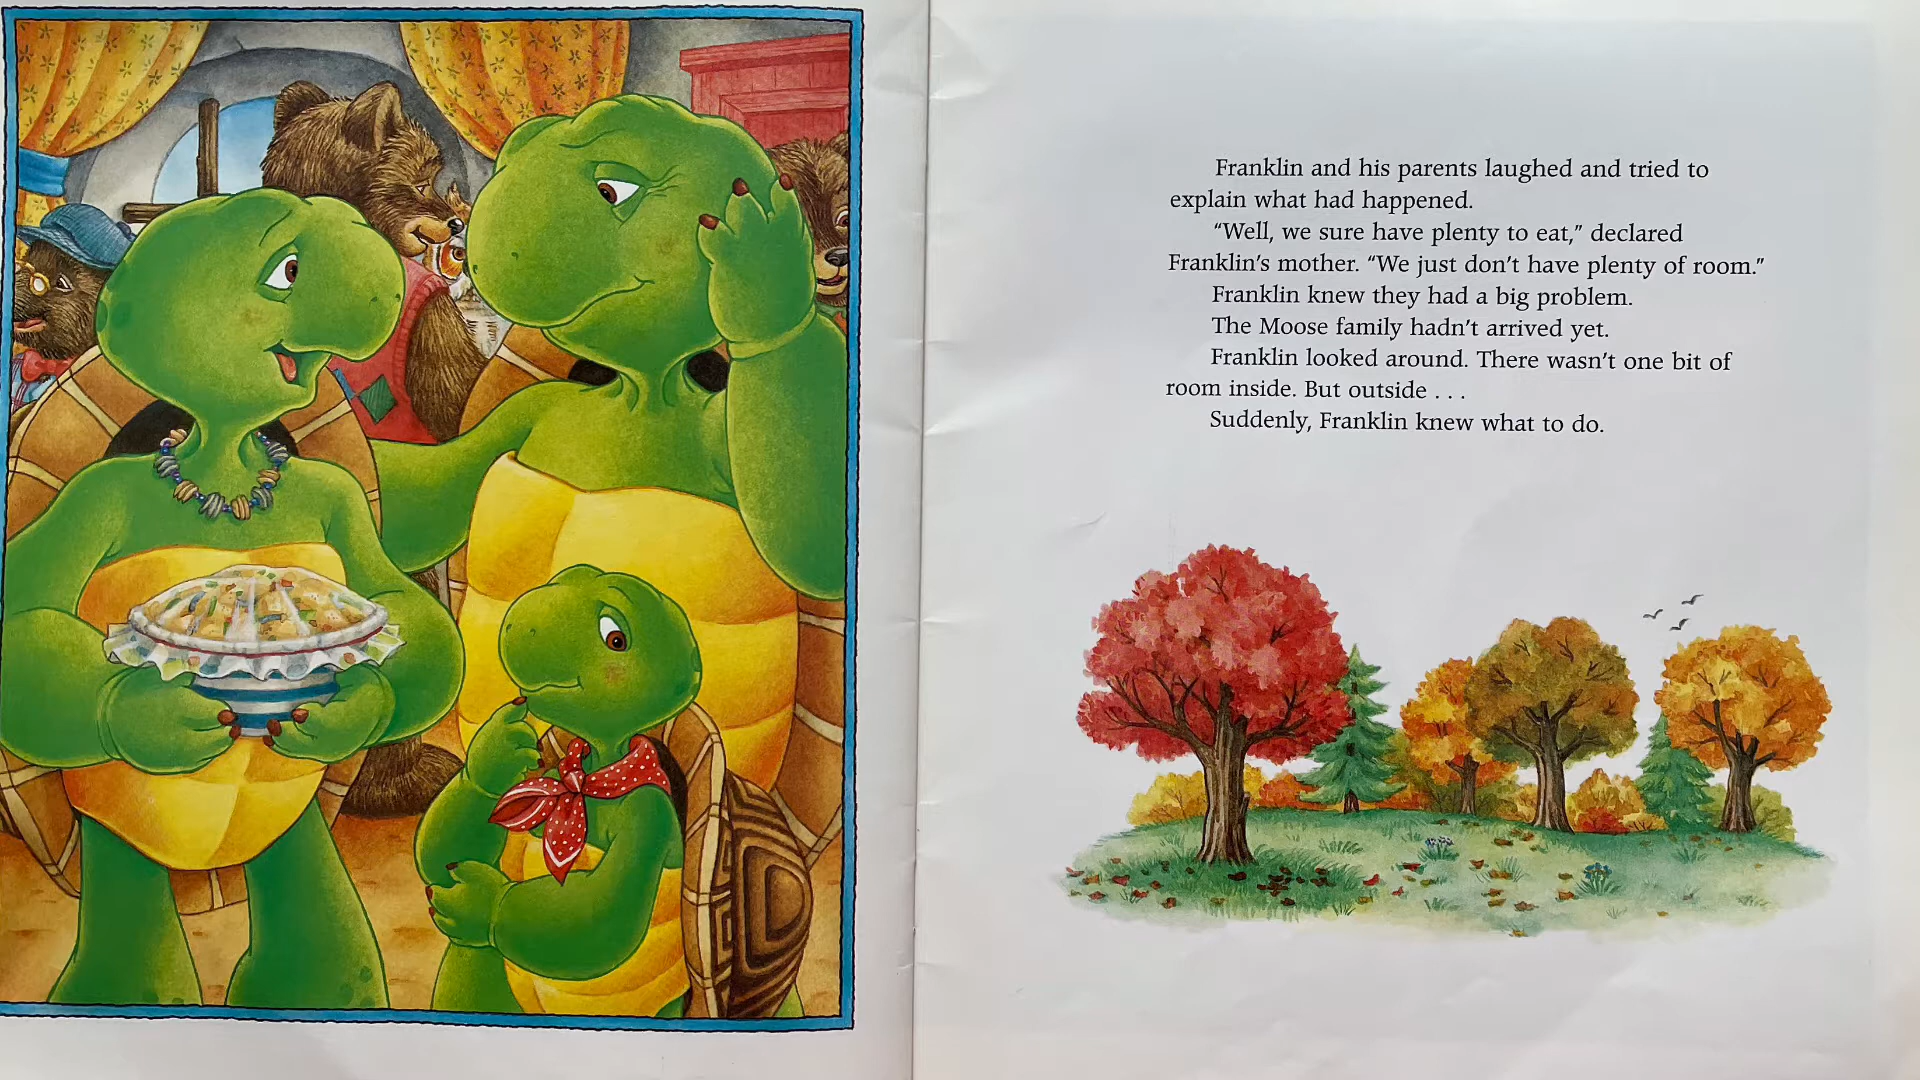 Franklin and his parents laughed and tried to
explain what had happened.
“Well, we sure have plenty to eat,” declared
Franklin’s mother. “We just don’t have plenty of room.”
Franklin knew they had a big problem.
The Moose family hadn’t arrived yet.
Franklin looked around. There wasn’t one bit of
room inside. But outside . . .
Suddenly, Franklin knew what to do.